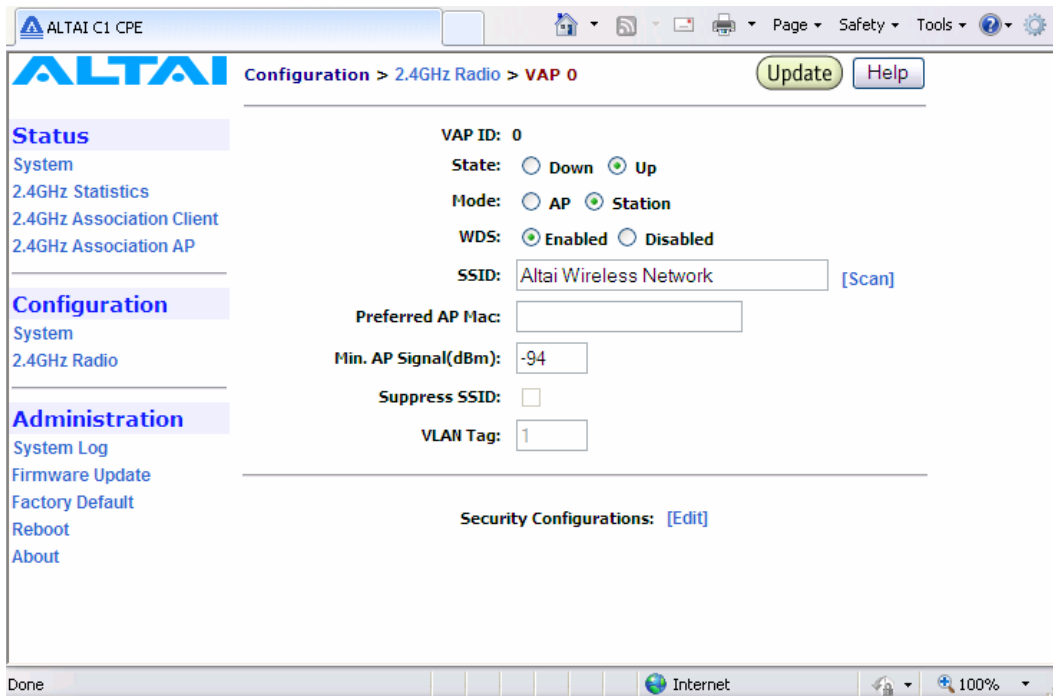 ALTAI C1 CPE
Page Safety Tools
ALTAI
Configuration > 2.4GHz Radio > VAP 0
Update Help
Status
System
2.4GHz Statistics
2.4GHz Association Client
2.4GHz Association AP
Configuration
System
2.4GHz Radio
Administration
System Log
Firmware Update
Factory Default
Reboot
About
VAP ID: 0
State: Down Up
Mode: AP Station
WDS: Enabled Disabled
SSID: Altai Wireless Network [Scan]
Preferred AP Mac:
Min. AP Signal(dBm): -94
Suppress SSID:
VLAN Tag: 1
Security Configurations: [Edit]
Done Internet 100%